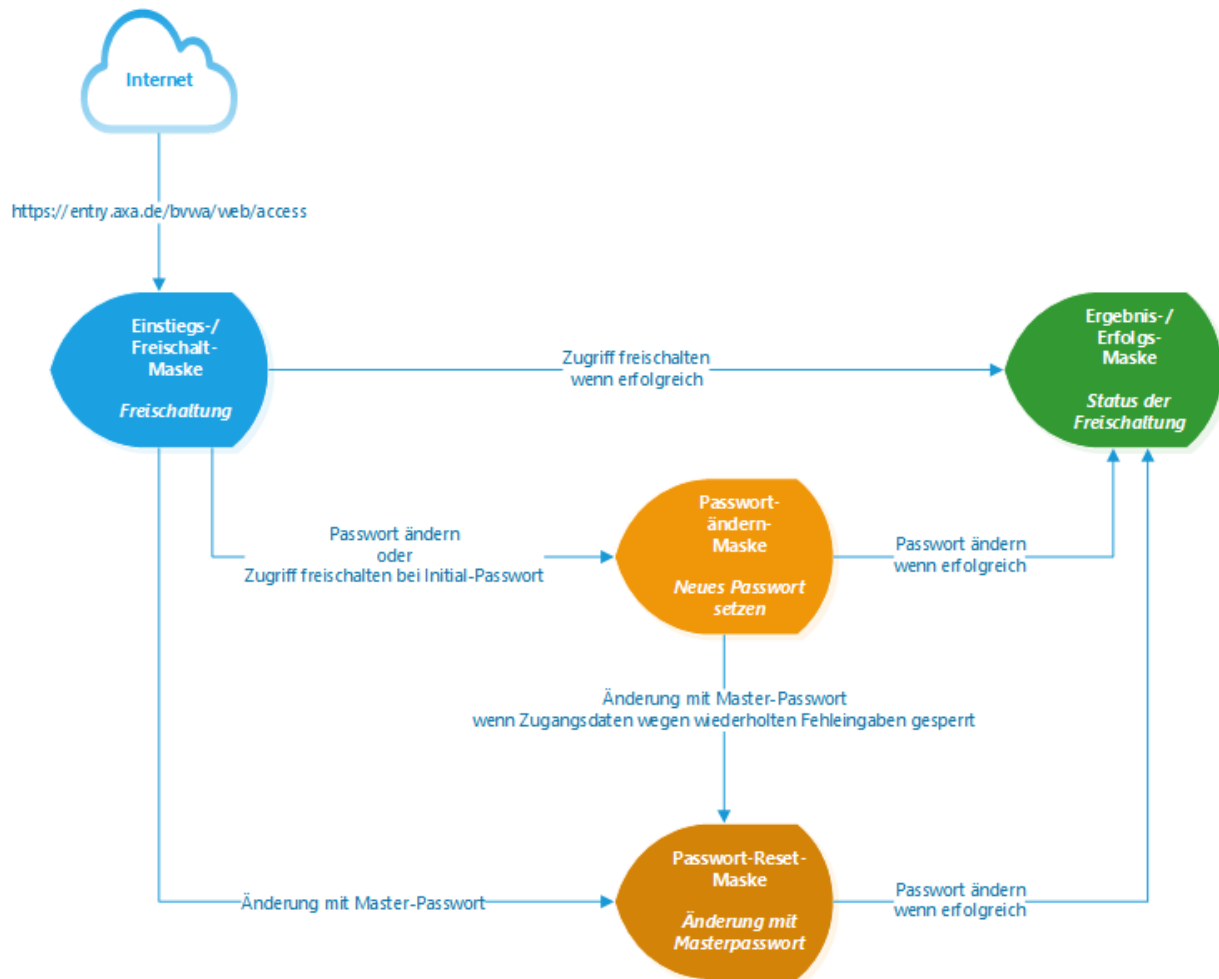 Internet
https://entry.axa.de/bvwa/web/access
Einstiegs-/
Freischalt-
Maske
Freischaltung
Zugriff freischalten
wenn erfolgreich
Ergebnis-/
Erfolgs-
Maske
Status der
Freischaltung
Passwort ändern
oder
Zugriff freischalten bei Initial-Passwort
Passwort-
ändern-
Maske
Neues Passwort
setzen
Passwort ändern
wenn erfolgreich
Änderung mit Master-Passwort
wenn Zugangsdaten wegen wiederholten Fehleingaben gesperrt
Änderung mit Master-Passwort
Passwort-Reset-
Maske
Änderung mit
Masterpasswort
Passwort ändern
wenn erfolgreich